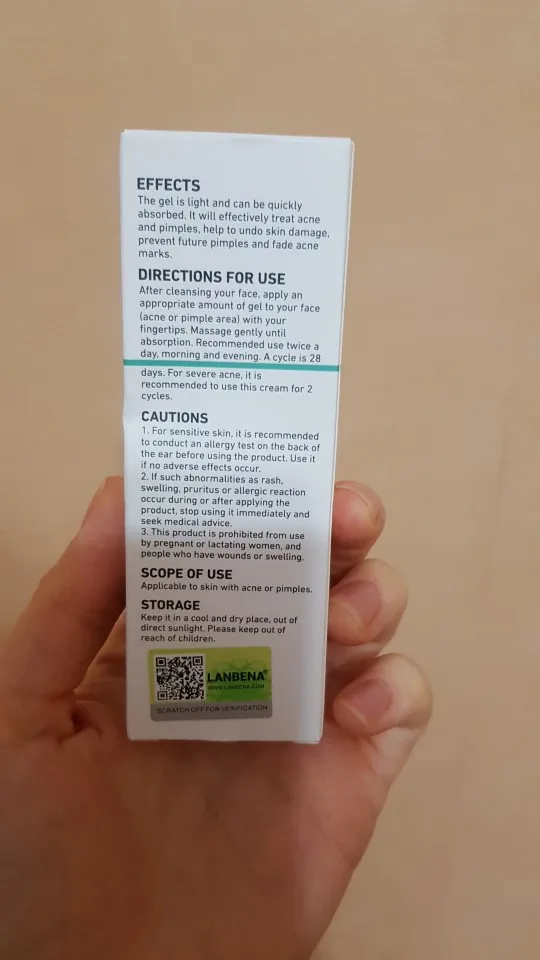 EFFECTS
The gel is light and can be quickly
absorbed. It will effectively treat acne
and pimples, help to undo skin damage,
prevent future pimples and fade acne
marks.
DIRECTIONS FOR USE
After cleansing your face, apply an
appropriate amount of gel to your face
(acne or pimple area) with your
fingertips. Massage gently until
absorption. Recommended use twice a
day, morning and evening. A cycle is 28
days. For severe acne, it is
recommended to use this cream for 2
cycles.
CAUTIONS
1. For sensitive skin, it is recommended
to conduct an allergy test on the back of
the ear before using the product. Use it
if no adverse effects occur.
2. If such abnormalities as rash,
swelling, pruritus or allergic reaction
occur during or after applying the
product, stop using it immediately and
seek medical advice.
3. This product is prohibited from use
by pregnant or lactating women, and
people who have wounds or swelling.
SCOPE OF USE
Applicable to skin with acne or pimples.
STORAGE
Keep it in a cool and dry place, out of
direct sunlight. Please keep out of
reach of children.
LANBENA®
WWW.LANBENA.COM
SCRATCH OFF FOR VERIFICATION